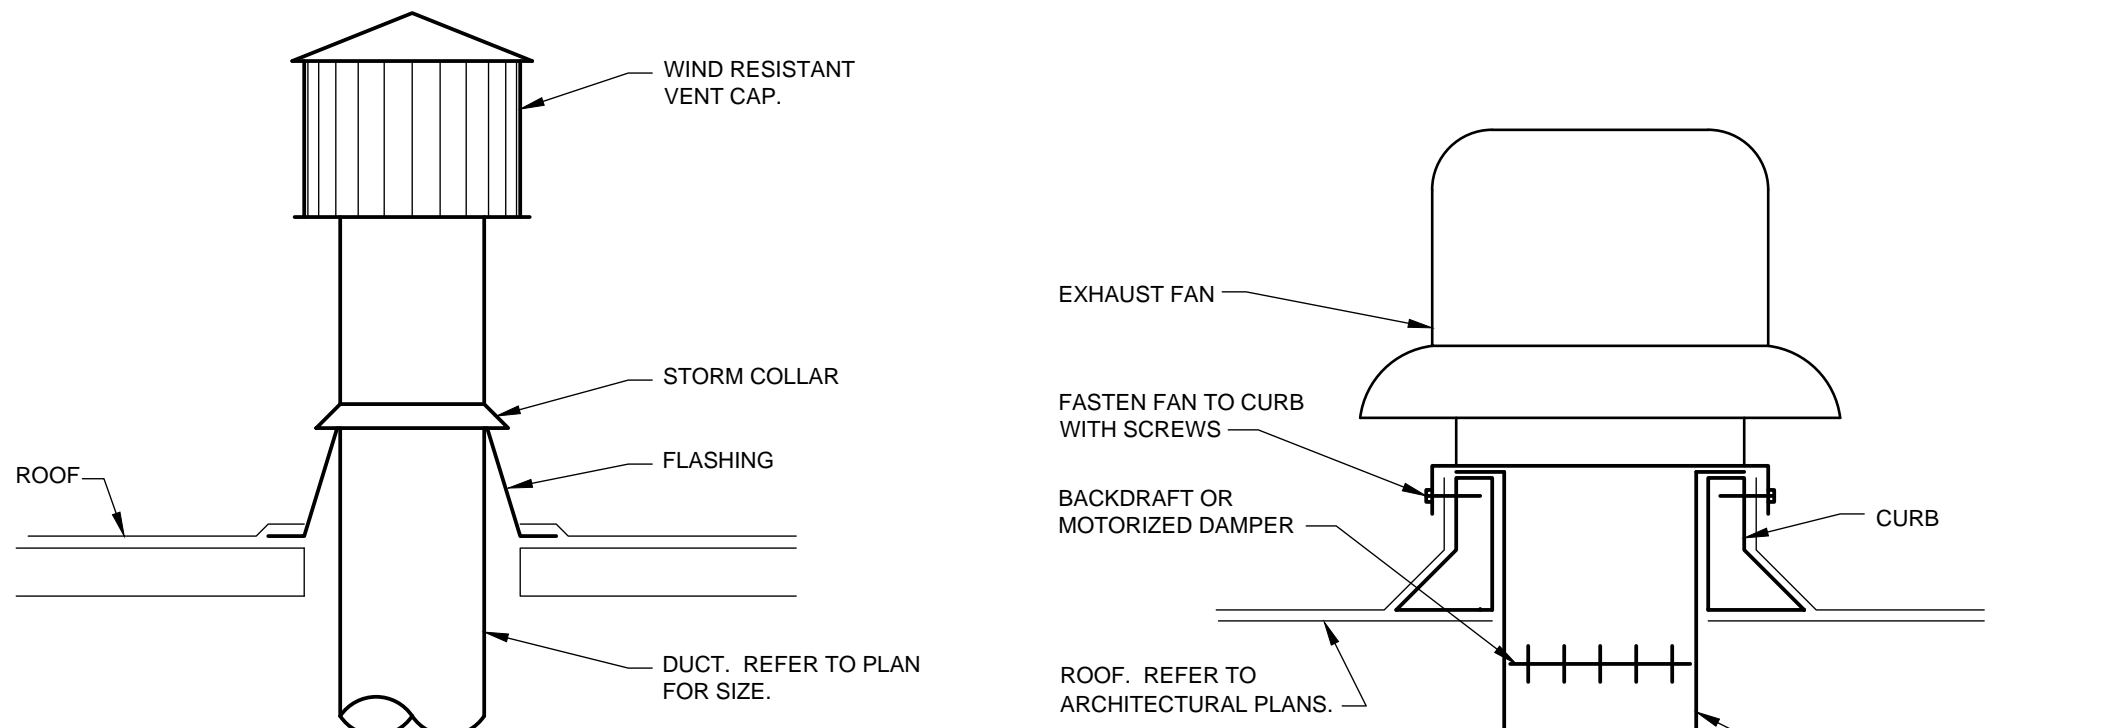 WIND RESISTANT
VENT CAP.
STORM COLLAR
FLASHING
ROOF
DUCT.  REFER TO PLAN
FOR SIZE.
EXHAUST FAN
FASTEN FAN TO CURB
WITH SCREWS
BACKDRAFT OR
MOTORIZED DAMPER
CURB
ROOF.  REFER TO
ARCHITECTURAL PLANS.